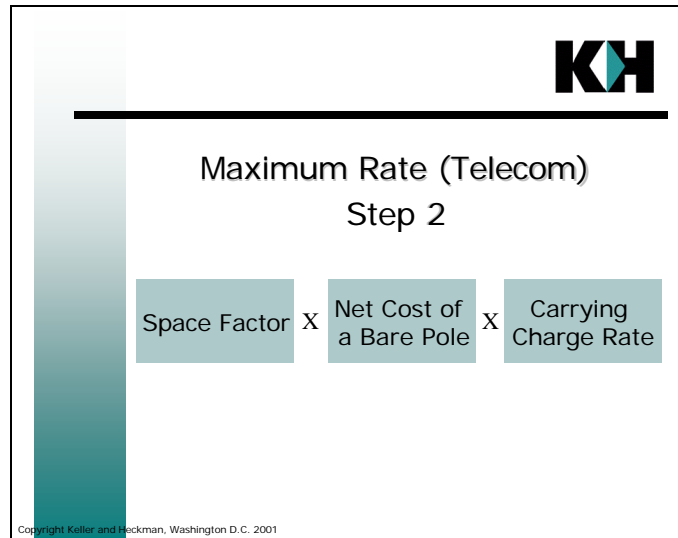 KH
Maximum Rate (Telecom)
Step 2
Space Factor X Net Cost of a Bare Pole X Carrying Charge Rate
Copyright Keller and Heckman, Washington D.C. 2001